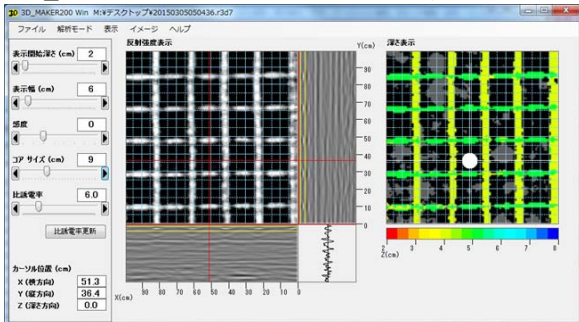 3D_MAKER200 Win M:¥デスクトップ¥20150305050436.r3d7
ファイル 解析モード 表示 イメージ ヘルプ
表示開始深さ(cm) 2
表示幅 (cm) 6
感度 0
コア サイズ (cm) 9
比誘電率 6.0
比誘電率更新
カーソル位置 (cm)
X (横方向) 51.3
Y (縦方向) 36.4
Z (深さ方向) 0.0
反射強度表示
Y(cm)
90
80
70
60
50
40
30
20
10
0
X(cm)
90 80 70 60 50 40 30 20 10 0
深さ表示
2 3 4 5 6 7 8
Z(cm)